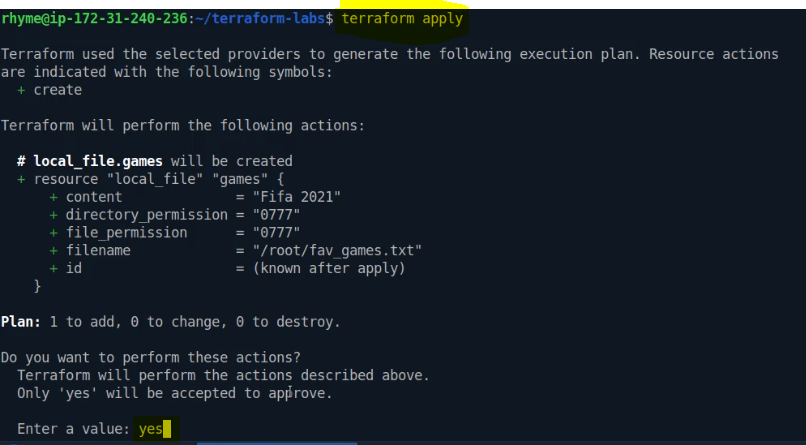 rhyme@ip-172-31-240-236:~/terraform-labs$ terraform apply
Terraform used the selected providers to generate the following execution plan. Resource actions
are indicated with the following symbols:
  + create
Terraform will perform the following actions:
  # local_file.games will be created
  + resource "local_file" "games" {
      + content              = "Fifa 2021"
      + directory_permission = "0777"
      + file_permission      = "0777"
      + filename             = "/root/fav_games.txt"
      + id                   = (known after apply)
    }
Plan: 1 to add, 0 to change, 0 to destroy.
Do you want to perform these actions?
  Terraform will perform the actions described above.
  Only 'yes' will be accepted to approve.
  Enter a value: yes